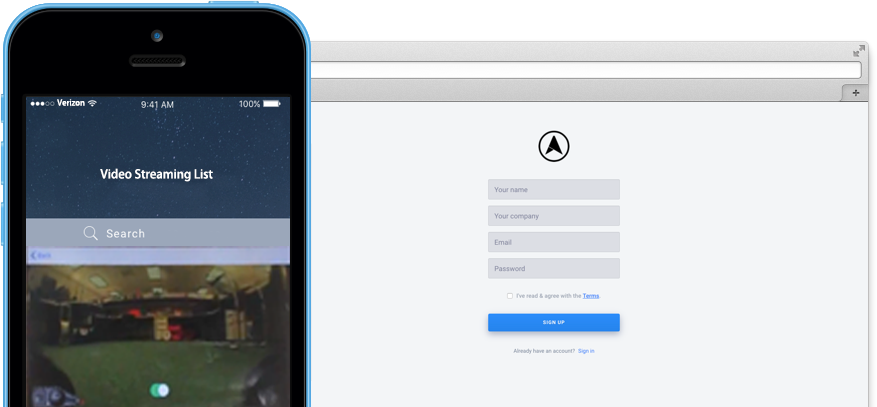 Verizon 9:41 AM 100%
Video Streaming List
Search
Back
Your name
Your company
Email
Password
I've read & agree with the Terms
SIGN UP
Already have an account? Sign in